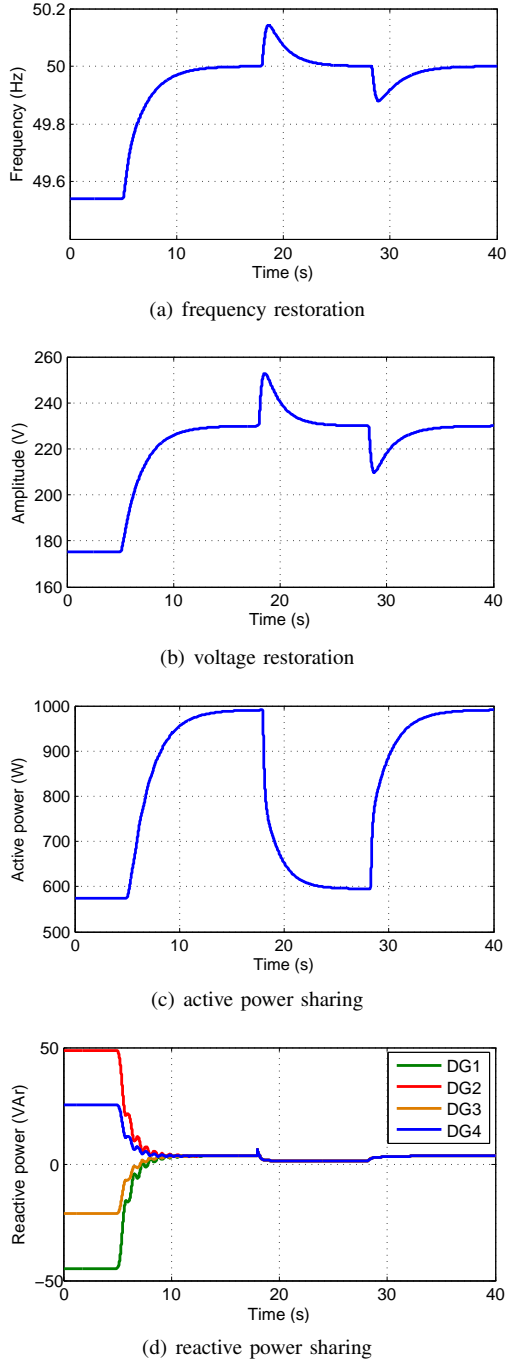 50.2
50
49.8
49.6
Frequency (Hz)
0 10 20 30 40
Time (s)
(a) frequency restoration
260
240
220
200
180
160
Amplitude (V)
0 10 20 30 40
Time (s)
(b) voltage restoration
1000
900
800
700
600
500
Active power (W)
0 10 20 30 40
Time (s)
(c) active power sharing
50
0
−50
Reactive power (VAr)
DG1
DG2
DG3
DG4
0 10 20 30 40
Time (s)
(d) reactive power sharing